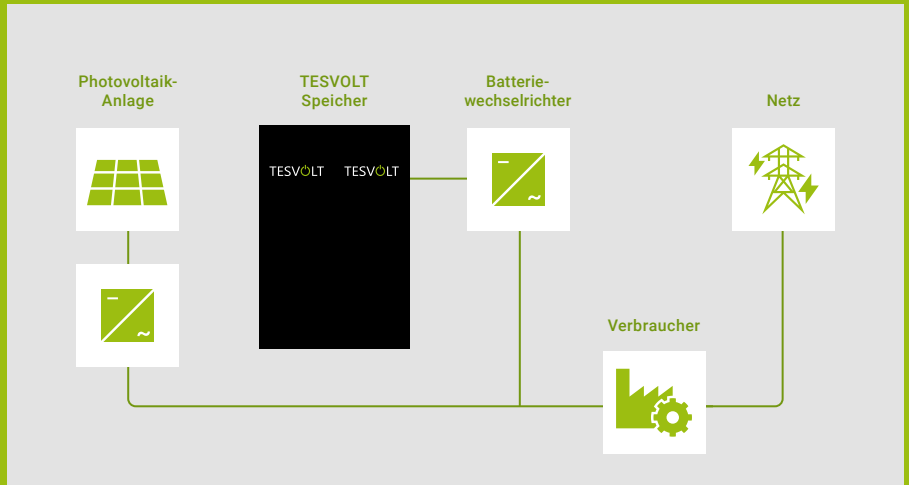 Photovoltaik-
Anlage
TESVOLT
Speicher
Batterie-
wechselrichter
Netz
TESVOLT TESVOLT
Verbraucher